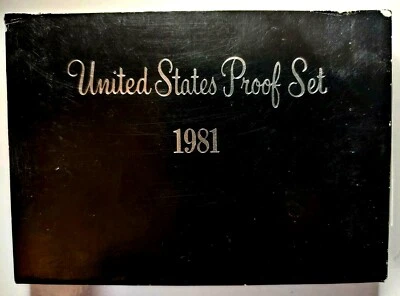 United States Proof Set
1981